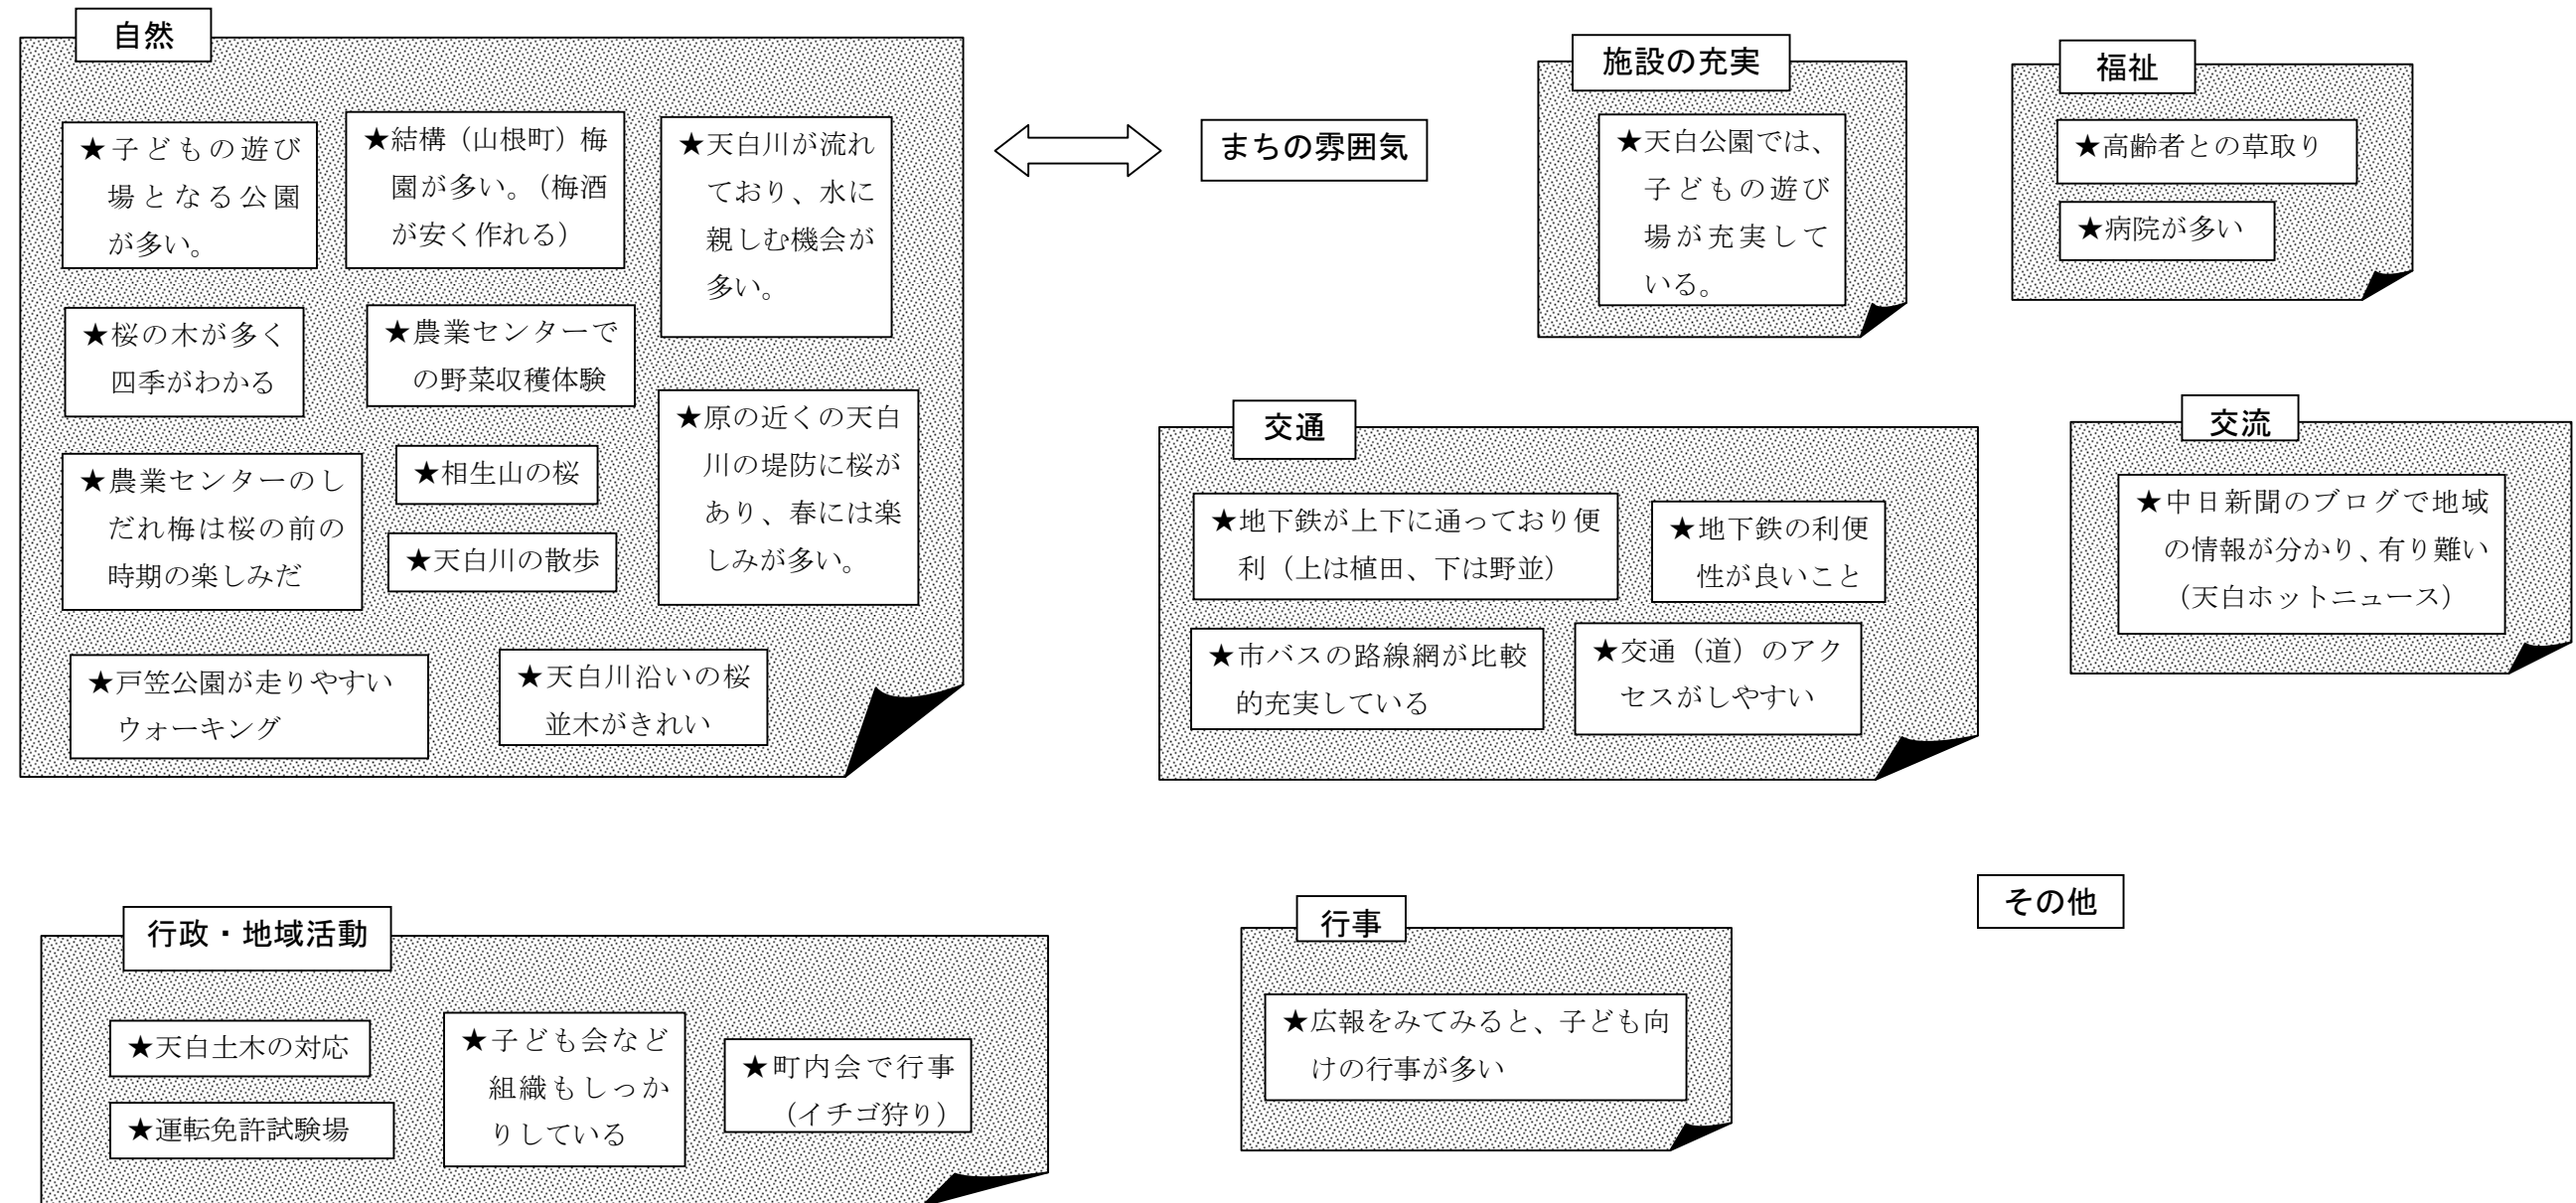 自然
★子どもの遊び
場となる公園
が多い。
★結構（山根町）梅
園が多い。（梅酒
が安く作れる）
★天白川が流れ
ており、水に
親しむ機会が
多い。
★桜の木が多く
四季がわかる
★農業センターで
の野菜収穫体験
★原の近くの天白
川の堤防に桜が
あり、春には楽
しみが多い。
★農業センターのし
だれ梅は桜の前の
時期の楽しみだ
★相生山の桜
★天白川の散歩
★戸笠公園が走りやすい
ウォーキング
★天白川沿いの桜
並木がきれい
まちの雰囲気
施設の充実
★天白公園では、
子どもの遊び
場が充実して
いる。
福祉
★高齢者との草取り
★病院が多い
交通
★地下鉄が上下に通っており便
利（上は植田、下は野並）
★地下鉄の利便
性が良いこと
★市バスの路線網が比較
的充実している
★交通（道）のアク
セスがしやすい
交流
★中日新聞のブログで地域
の情報が分かり、有り難い
（天白ホットニュース）
行政・地域活動
★天白土木の対応
★運転免許試験場
★子ども会など
組織もしっか
りしている
★町内会で行事
（イチゴ狩り）
行事
★広報をみてみると、子ども向
けの行事が多い
その他